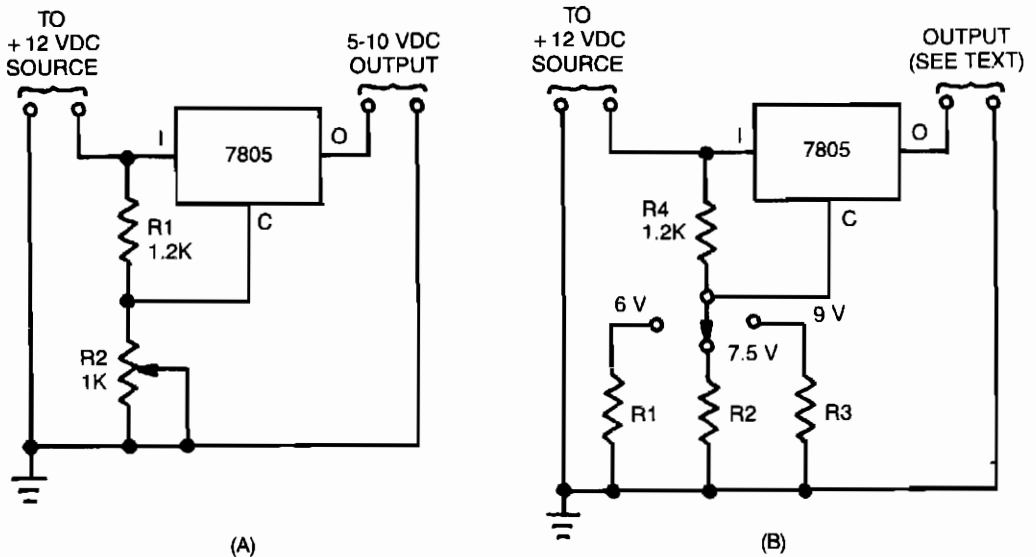 TO
+ 12 VDC
SOURCE
5-10 VDC
OUTPUT
I
7805
O
C
R1
1.2K
R2
1K
(A)
TO
+ 12 VDC
SOURCE
OUTPUT
(SEE TEXT)
I
7805
O
C
R4
1.2K
6 V
9 V
7.5 V
R1
R2
R3
(B)